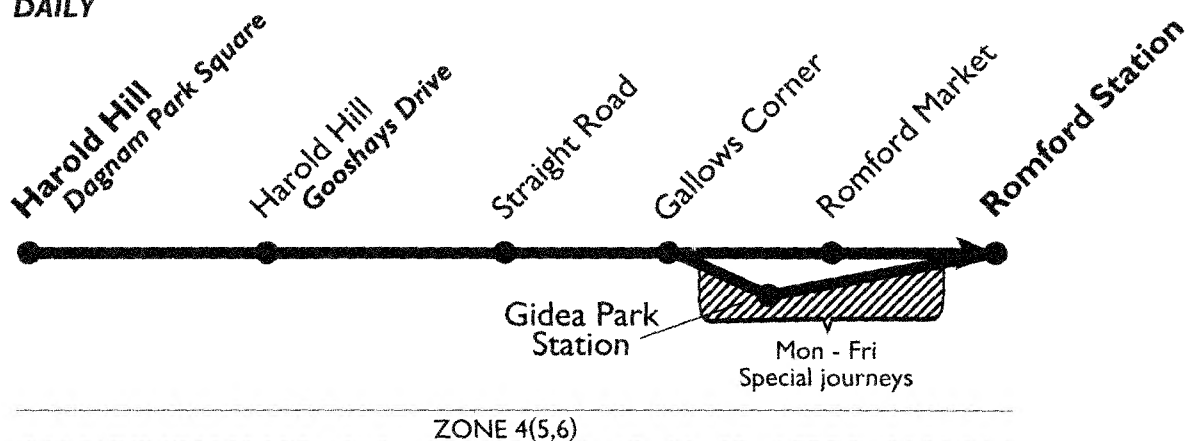 DAILY
Harold Hill
Dagnam Park Square
Harold Hill
Gooshays Drive
Straight Road
Gallows Corner
Romford Market
Romford Station
Gidea Park
Station
Mon - Fri
Special journeys
ZONE 4(5,6)